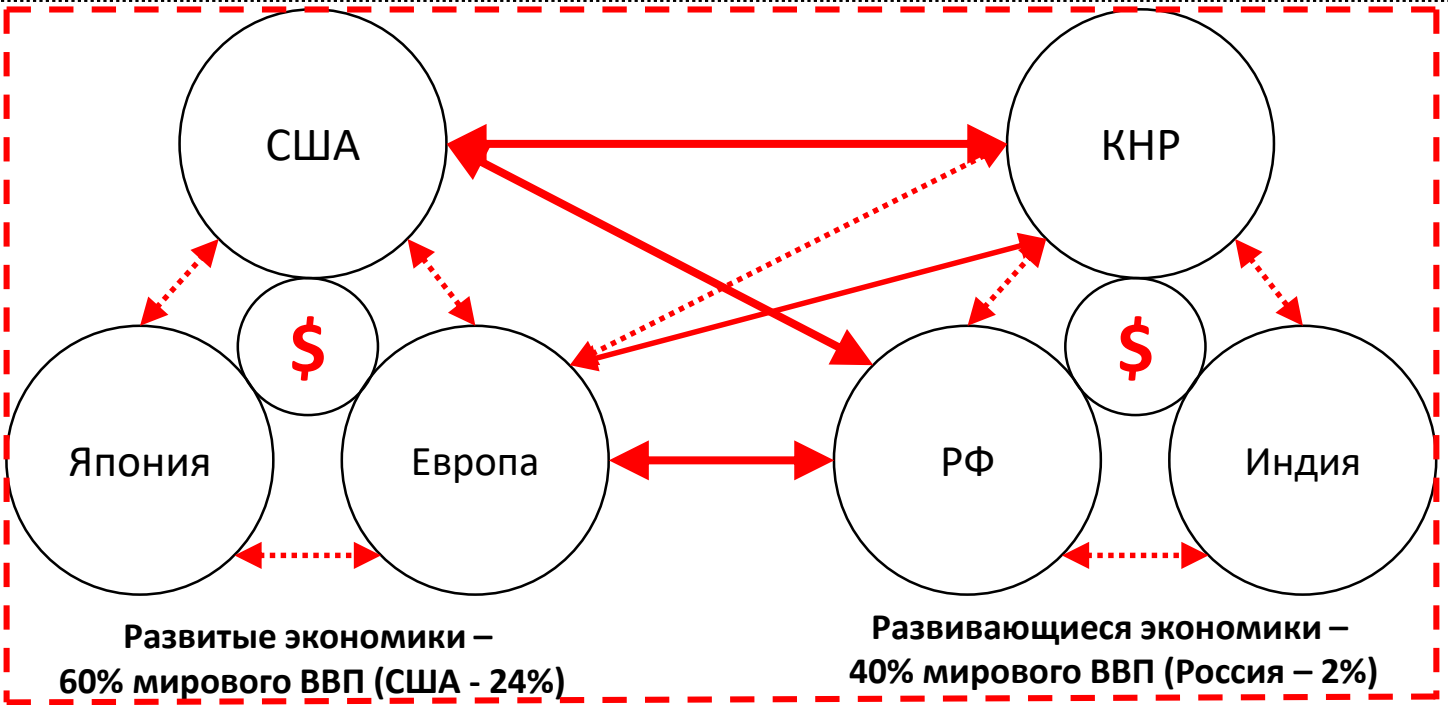 США
КНР
$
$
Япония
Европа
РФ
Индия
Развитые экономики –
60% мирового ВВП (США - 24%)
Развивающиеся экономики –
40% мирового ВВП (Россия – 2%)